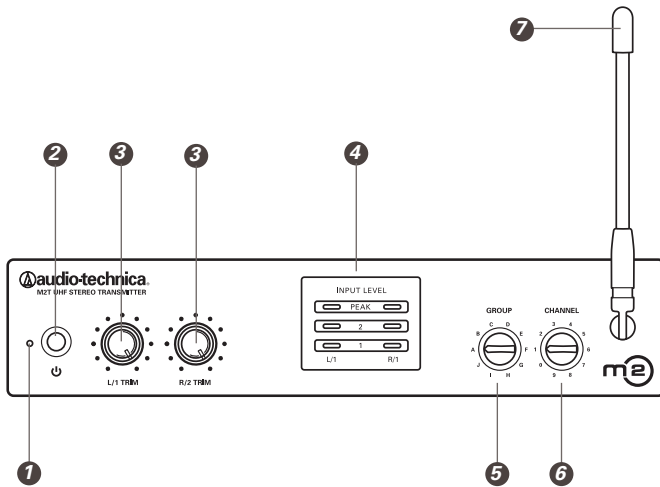 7
2
3
3
4
audio-technica®
M2T UHF STEREO TRANSMITTER
INPUT LEVEL
PEAK
2
1
L/1 R/1
L/1 TRIM
R/2 TRIM
GROUP
A B C D E F G H I J
CHANNEL
0 1 2 3 4 5 6 7 8 9
m2
1
5
6